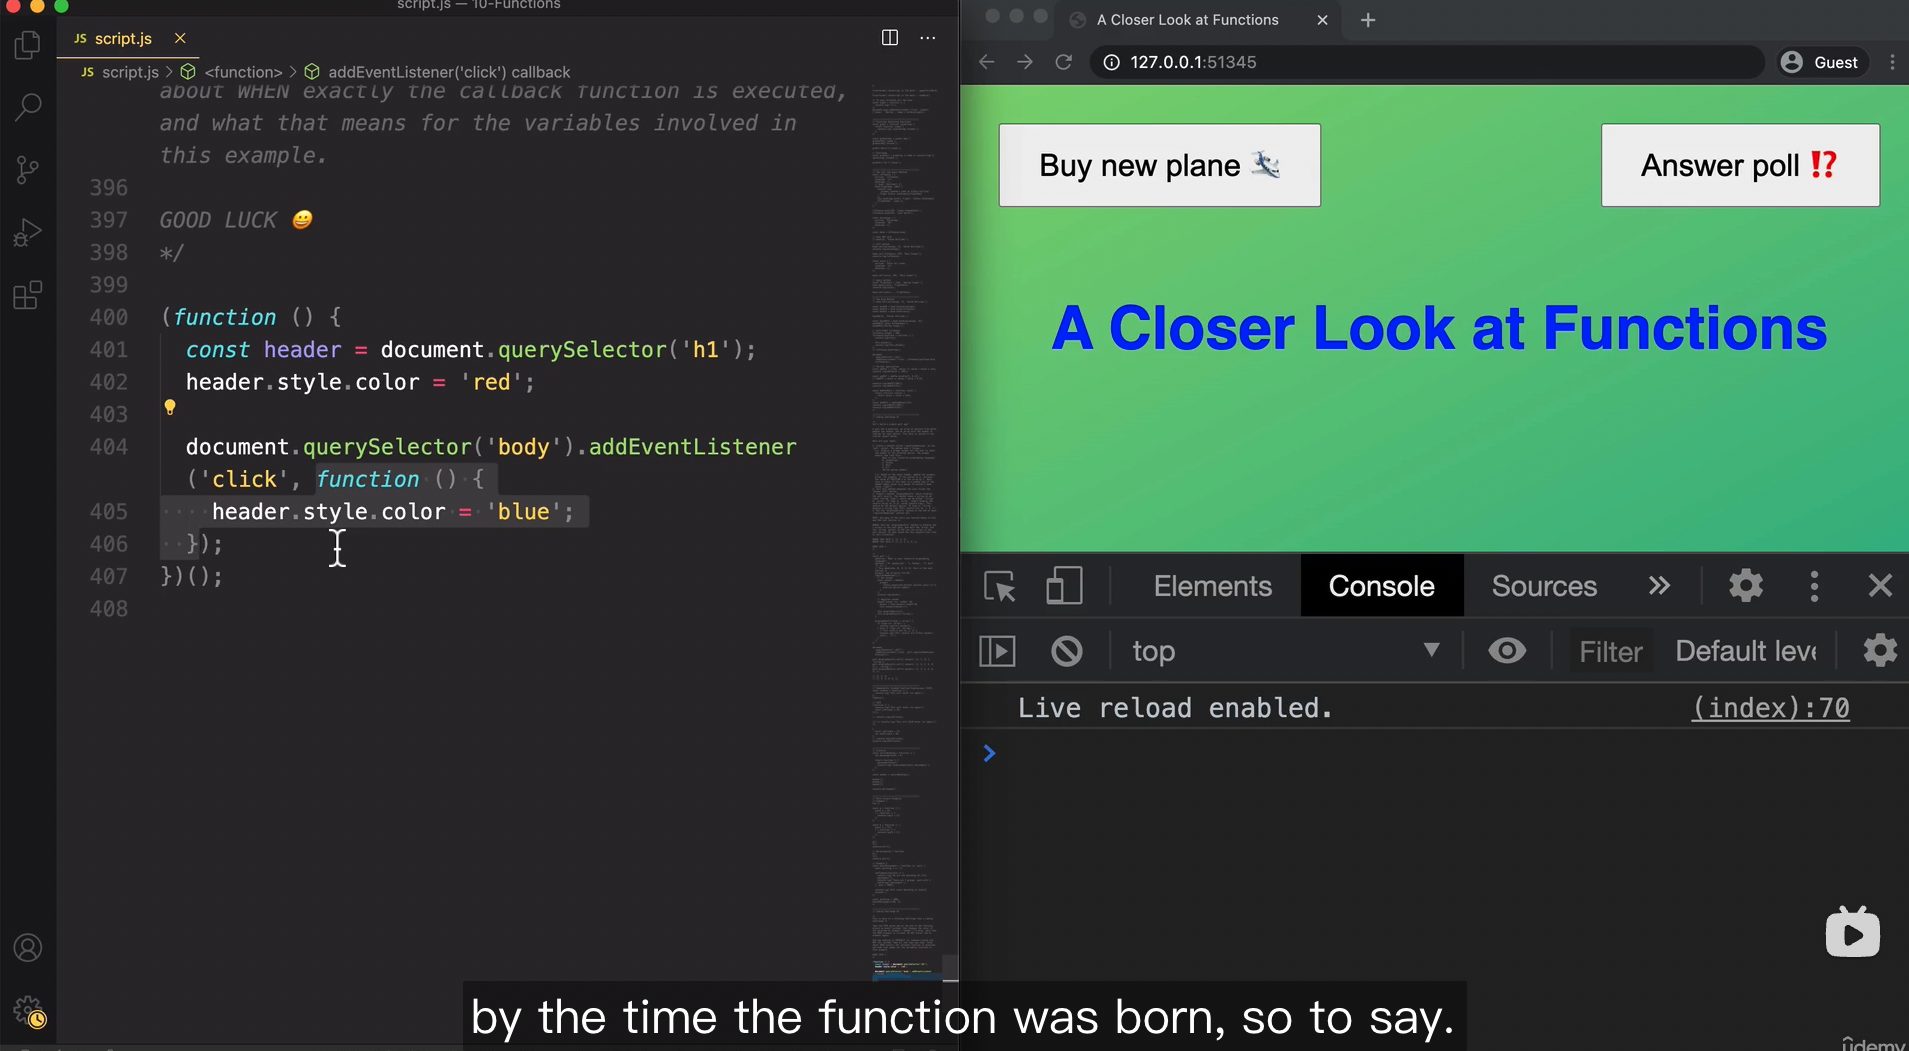 script.js — 10-Functions
JS script.js ×
JS script.js > <function> > addEventListener('click') callback
about WHEN exactly the callback function is executed,
and what that means for the variables involved in
this example.
396
397 GOOD LUCK 😀
398 */
399
400 (function () {
401 const header = document.querySelector('h1');
402 header.style.color = 'red';
403
404 document.querySelector('body').addEventListener
('click', function () {
405 header.style.color = 'blue';
406 });
407 })();
408
A Closer Look at Functions
127.0.0.1:51345
Guest
Buy new plane 🛩
Answer poll ⁉️
A Closer Look at Functions
Elements Console Sources »
top Filter Default leve
Live reload enabled. (index):70
by the time the function was born, so to say.
ûdemy